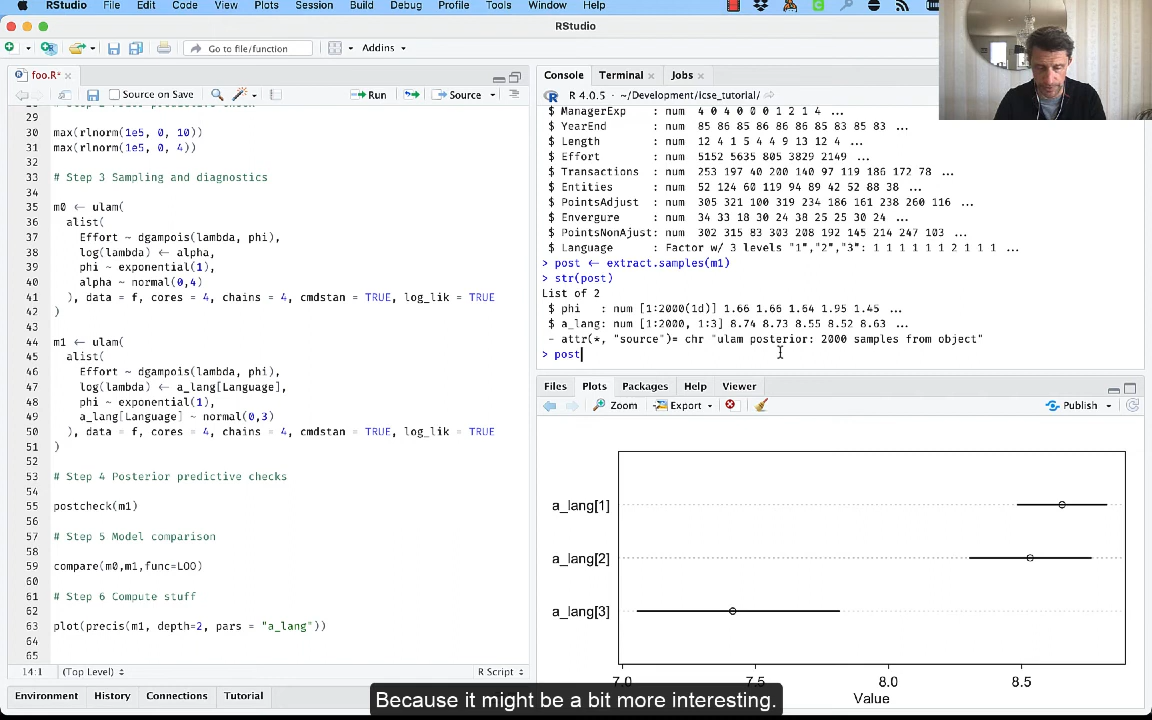 RStudio File Edit Code View Plots Session Build Debug Profile Tools Window Help
RStudio
Go to file/function Addins
foo.R*
Source on Save Run Source
29
30 max(rlnorm(1e5, 0, 10))
31 max(rlnorm(1e5, 0, 4))
32
33 # Step 3 Sampling and diagnostics
34
35 m0 <- ulam(
36 alist(
37 Effort ~ dgampois(lambda, phi),
38 log(lambda) <- alpha,
39 phi ~ exponential(1),
40 alpha ~ normal(0,4)
41 ), data = f, cores = 4, chains = 4, cmdstan = TRUE, log_lik = TRUE
42 )
43
44 m1 <- ulam(
45 alist(
46 Effort ~ dgampois(lambda, phi),
47 log(lambda) <- a_lang[Language],
48 phi ~ exponential(1),
49 a_lang[Language] ~ normal(0,3)
50 ), data = f, cores = 4, chains = 4, cmdstan = TRUE, log_lik = TRUE
51 )
52
53 # Step 4 Posterior predictive checks
54
55 postcheck(m1)
56
57 # Step 5 Model comparison
58
59 compare(m0,m1,func=LOO)
60
61 # Step 6 Compute stuff
62
63 plot(precis(m1, depth=2, pars = "a_lang"))
64
65
14:1 (Top Level) R Script
Environment History Connections Tutorial
Console Terminal Jobs
R 4.0.5 · ~/Development/icse_tutorial/
$ ManagerExp : num 4 0 4 0 0 0 1 2 1 4 ...
$ YearEnd : num 85 86 85 86 86 86 85 83 85 83 ...
$ Length : num 12 4 1 5 4 4 9 13 12 4 ...
$ Effort : num 5152 5635 805 3829 2149 ...
$ Transactions : num 253 197 40 200 140 97 119 186 172 78 ...
$ Entities : num 52 124 60 119 94 89 42 52 88 38 ...
$ PointsAdjust : num 305 321 100 319 234 186 161 238 260 116 ...
$ Envergure : num 34 33 18 30 24 38 25 25 30 24 ...
$ PointsNonAjust: num 302 315 83 303 208 192 145 214 247 103 ...
$ Language : Factor w/ 3 levels "1","2","3": 1 1 1 1 1 1 2 1 1 1 ...
> post <- extract.samples(m1)
> str(post)
List of 2
$ phi : num [1:2000(1d)] 1.66 1.66 1.64 1.95 1.45 ...
$ a_lang: num [1:2000, 1:3] 8.74 8.73 8.55 8.52 8.63 ...
- attr(*, "source")= chr "ulam posterior: 2000 samples from object"
> post
Files Plots Packages Help Viewer
Zoom Export Publish
a_lang[1]
a_lang[2]
a_lang[3]
7.0 7.5 8.0 8.5
Value
Because it might be a bit more interesting.